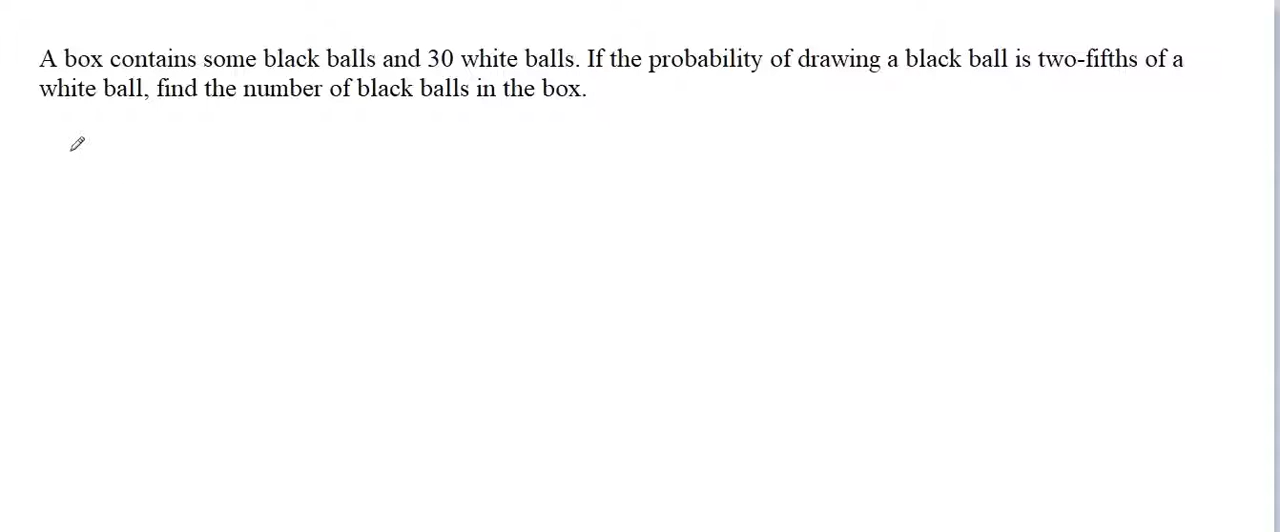 A box contains some black balls and 30 white balls. If the probability of drawing a black ball is two-fifths of a
white ball, find the number of black balls in the box.